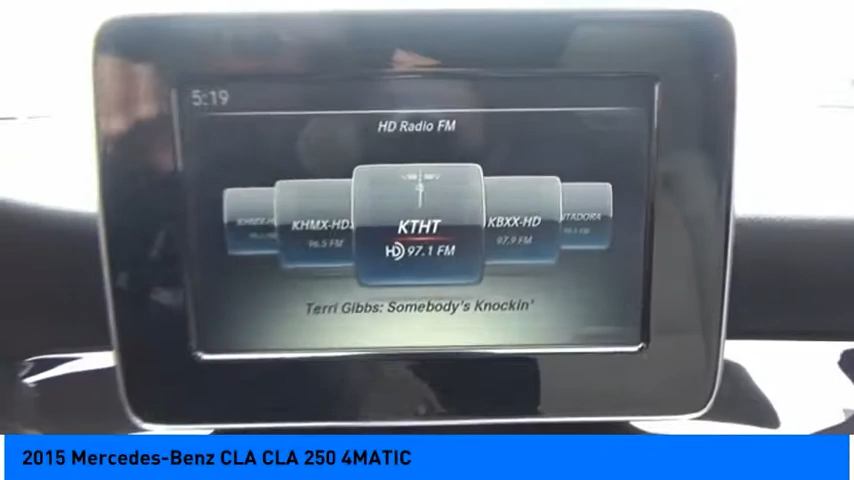 5:19
HD Radio FM
KHMX-HD
KTHT
KBXX-HD
NTADORA
96.5 FM
HD 97.1 FM
97.9 FM
Terri Gibbs: Somebody's Knockin'
2015 Mercedes-Benz CLA CLA 250 4MATIC